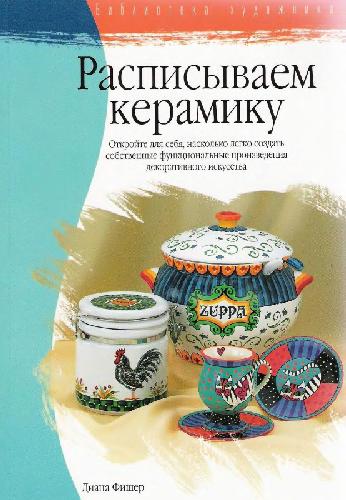 Библиотека художника
Расписываем
керамику
Откройте для себя, насколько легко создать
собственные функциональные произведения
декоративного искусства
ZUPPA
Диана Фишер